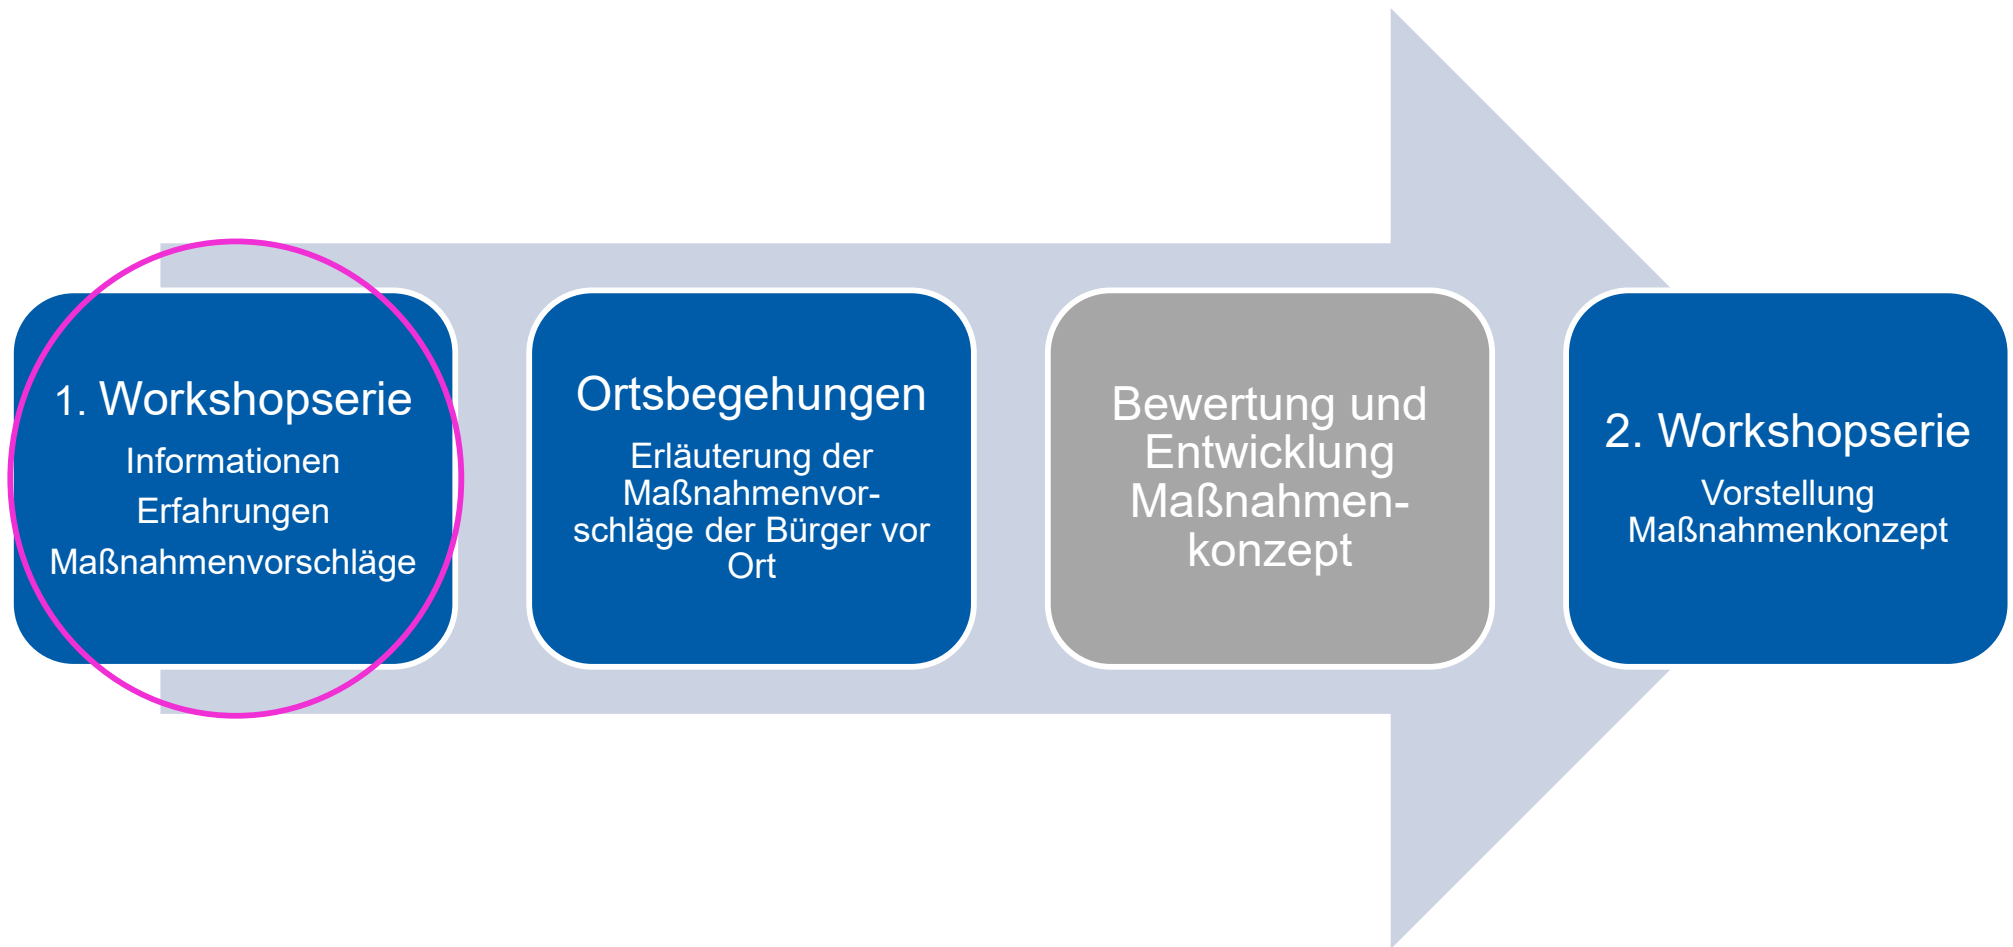 1. Workshopserie
Informationen
Erfahrungen
Maßnahmenvorschläge
Ortsbegehungen
Erläuterung der
Maßnahmenvor-
schläge der Bürger vor
Ort
Bewertung und
Entwicklung
Maßnahmen-
konzept
2. Workshopserie
Vorstellung
Maßnahmenkonzept